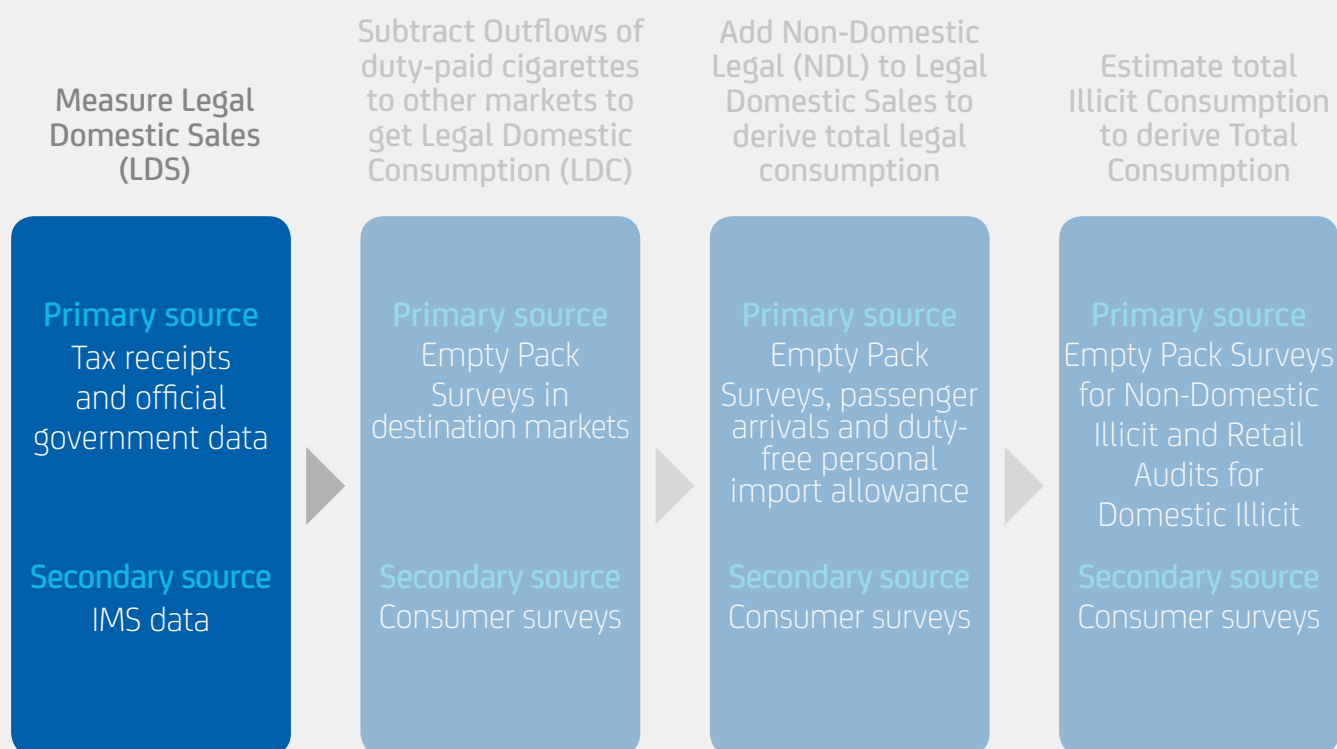 Measure Legal
Domestic Sales
(LDS)
Subtract Outflows of
duty-paid cigarettes
to other markets to
get Legal Domestic
Consumption (LDC)
Add Non-Domestic
Legal (NDL) to Legal
Domestic Sales to
derive total legal
consumption
Estimate total
Illicit Consumption
to derive Total
Consumption
Primary source
Tax receipts
and official
government data
Secondary source
IMS data
Primary source
Empty Pack
Surveys in
destination markets
Secondary source
Consumer surveys
Primary source
Empty Pack
Surveys, passenger
arrivals and duty-
free personal
import allowance
Secondary source
Consumer surveys
Primary source
Empty Pack Surveys
for Non-Domestic
Illicit and Retail
Audits for
Domestic Illicit
Secondary source
Consumer surveys